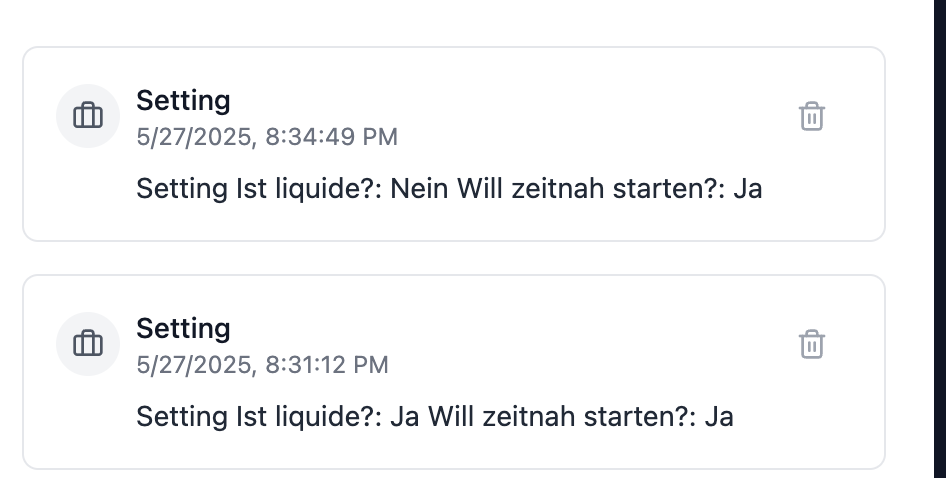 Setting
5/27/2025, 8:34:49 PM
Setting Ist liquide?: Nein Will zeitnah starten?: Ja
Setting
5/27/2025, 8:31:12 PM
Setting Ist liquide?: Ja Will zeitnah starten?: Ja